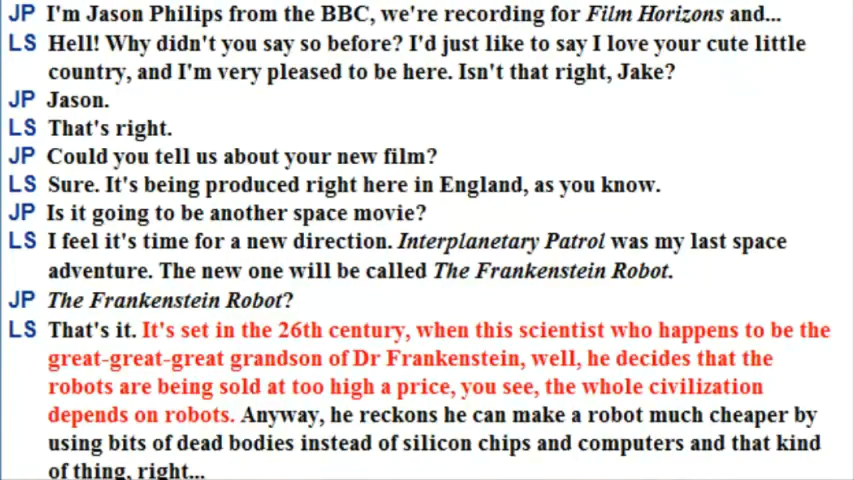 JP I'm Jason Philips from the BBC, we're recording for Film Horizons and...
LS Hell! Why didn't you say so before? I'd just like to say I love your cute little
country, and I'm very pleased to be here. Isn't that right, Jake?
JP Jason.
LS That's right.
JP Could you tell us about your new film?
LS Sure. It's being produced right here in England, as you know.
JP Is it going to be another space movie?
LS I feel it's time for a new direction. Interplanetary Patrol was my last space
adventure. The new one will be called The Frankenstein Robot.
JP The Frankenstein Robot?
LS That's it. It's set in the 26th century, when this scientist who happens to be the
great-great-great grandson of Dr Frankenstein, well, he decides that the
robots are being sold at too high a price, you see, the whole civilization
depends on robots. Anyway, he reckons he can make a robot much cheaper by
using bits of dead bodies instead of silicon chips and computers and that kind
of thing, right...